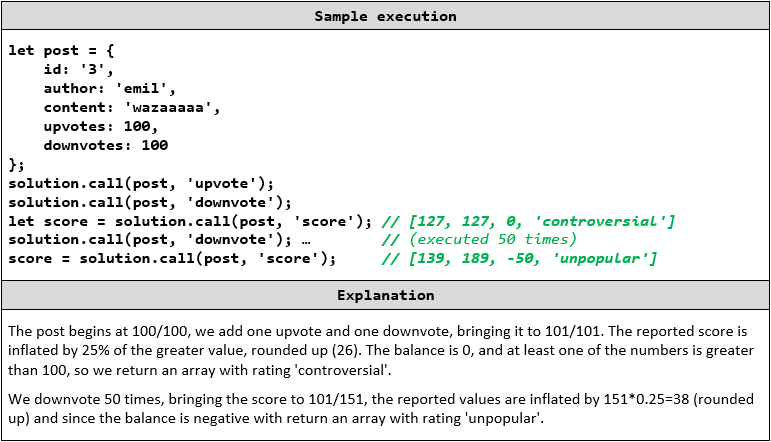 Sample execution
let post = {
    id: '3',
    author: 'emil',
    content: 'wazaaaaa',
    upvotes: 100,
    downvotes: 100
};
solution.call(post, 'upvote');
solution.call(post, 'downvote');
let score = solution.call(post, 'score'); // [127, 127, 0, 'controversial']
solution.call(post, 'downvote'); …        // (executed 50 times)
score = solution.call(post, 'score');     // [139, 189, -50, 'unpopular']
Explanation
The post begins at 100/100, we add one upvote and one downvote, bringing it to 101/101. The reported score is
inflated by 25% of the greater value, rounded up (26). The balance is 0, and at least one of the numbers is greater
than 100, so we return an array with rating 'controversial'.
We downvote 50 times, bringing the score to 101/151, the reported values are inflated by 151*0.25=38 (rounded
up) and since the balance is negative with return an array with rating 'unpopular'.